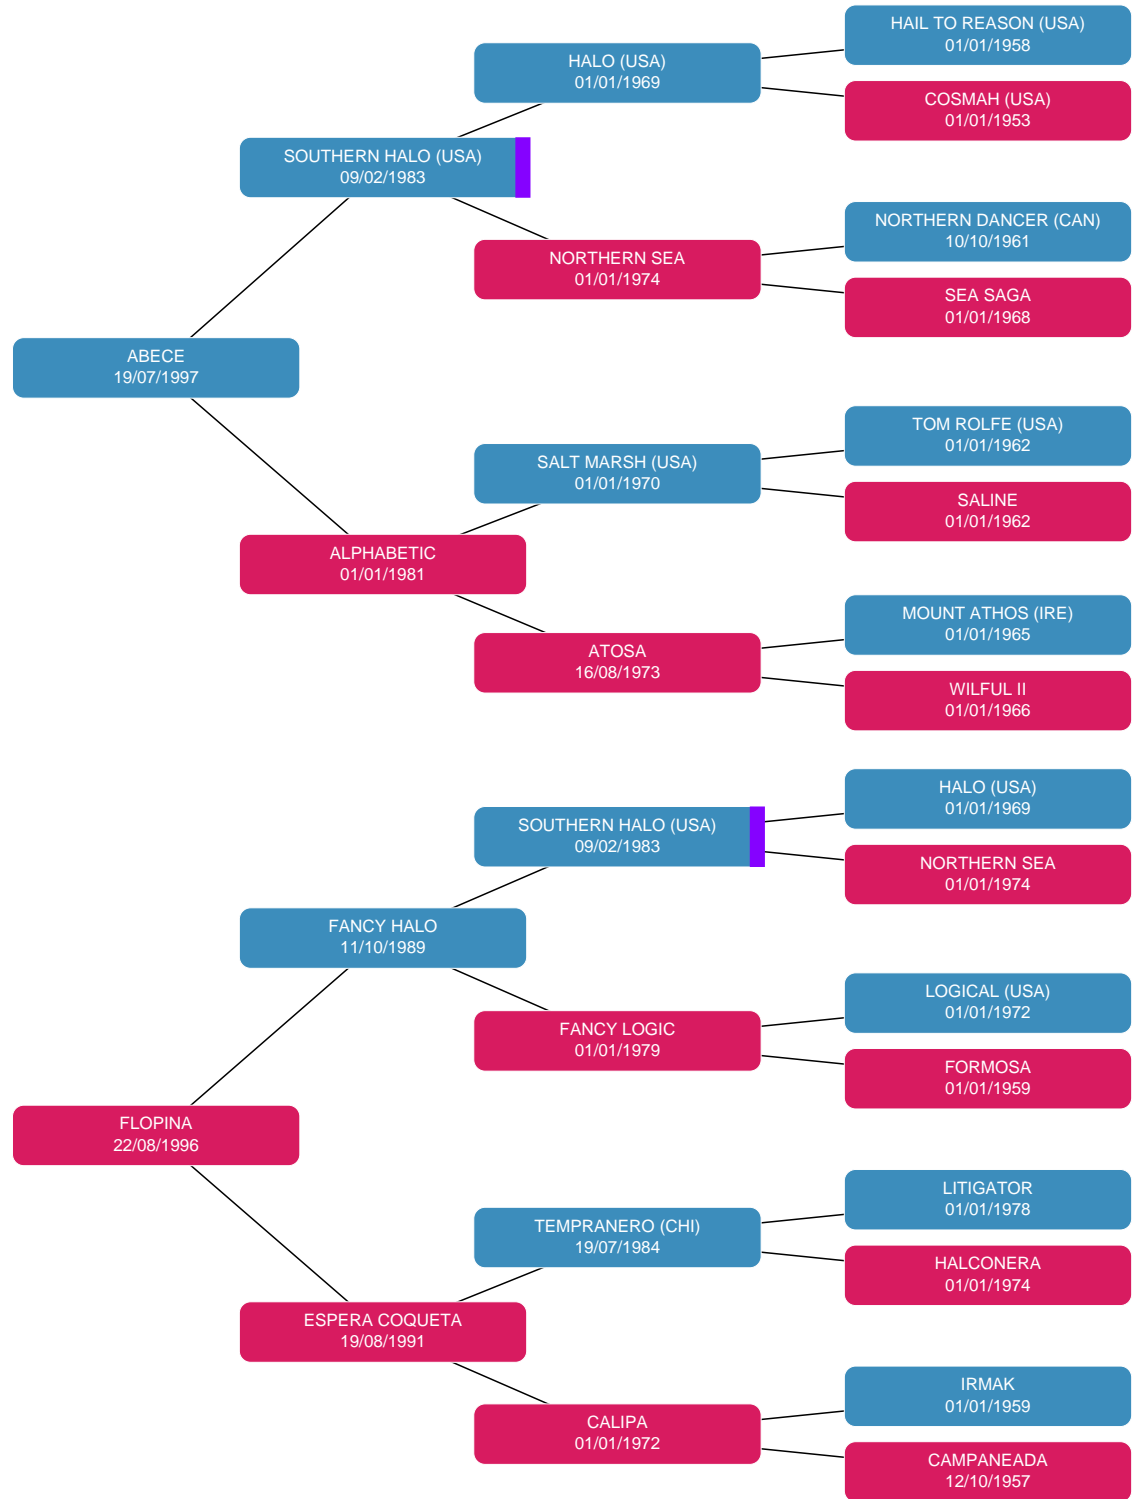 HAIL TO REASON (USA)
01/01/1958
HALO (USA)
01/01/1969
COSMAH (USA)
01/01/1953
SOUTHERN HALO (USA)
09/02/1983
NORTHERN DANCER (CAN)
10/10/1961
NORTHERN SEA
01/01/1974
SEA SAGA
01/01/1968
ABECE
19/07/1997
TOM ROLFE (USA)
01/01/1962
SALT MARSH (USA)
01/01/1970
SALINE
01/01/1962
ALPHABETIC
01/01/1981
MOUNT ATHOS (IRE)
01/01/1965
ATOSA
16/08/1973
WILFUL II
01/01/1966
HALO (USA)
01/01/1969
SOUTHERN HALO (USA)
09/02/1983
NORTHERN SEA
01/01/1974
FANCY HALO
11/10/1989
LOGICAL (USA)
01/01/1972
FANCY LOGIC
01/01/1979
FORMOSA
01/01/1959
FLOPINA
22/08/1996
LITIGATOR
01/01/1978
TEMPRANERO (CHI)
19/07/1984
HALCONERA
01/01/1974
ESPERA COQUETA
19/08/1991
IRMAK
01/01/1959
CALIPA
01/01/1972
CAMPANEADA
12/10/1957